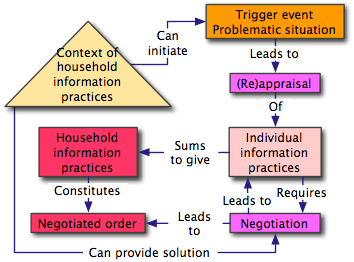 Context of
household
information
practices
Can
initiate
Trigger event
Problematic situation
Leads to
(Re)appraisal
Of
Individual
information
practices
Sums
to give
Household
information
practices
Constitutes
Negotiated order
Requires
Leads to
Negotiation
Leads
to
Can provide solution